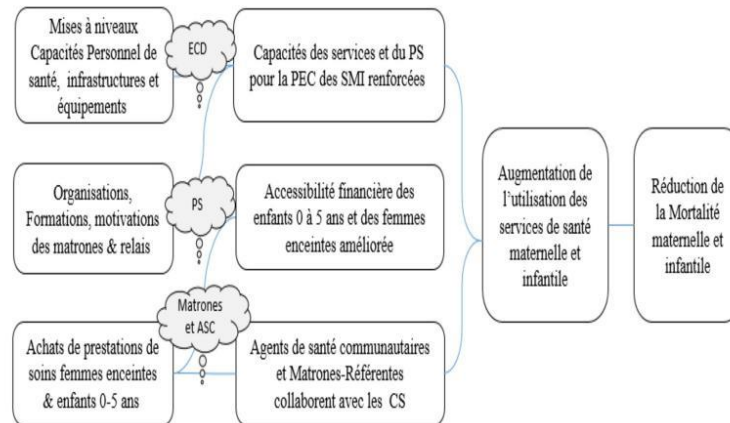 Mises à niveaux
Capacités Personnel de
santé, infrastructures et
équipements
ECD
Capacités des services et du PS
pour la PEC des SMI renforcées
Organisations,
Formations, motivations
des matrones & relais
PS
Accessibilité financière des
enfants 0 à 5 ans et des femmes
enceintes améliorée
Achats de prestations de
soins femmes enceintes
& enfants 0-5 ans
Matrones
et ASC
Agents de santé communautaires
et Matrones-Référentes
collaborent avec les CS
Augmentation de
l’utilisation des
services de santé
maternelle et
infantile
Réduction de
la Mortalité
maternelle et
infantile